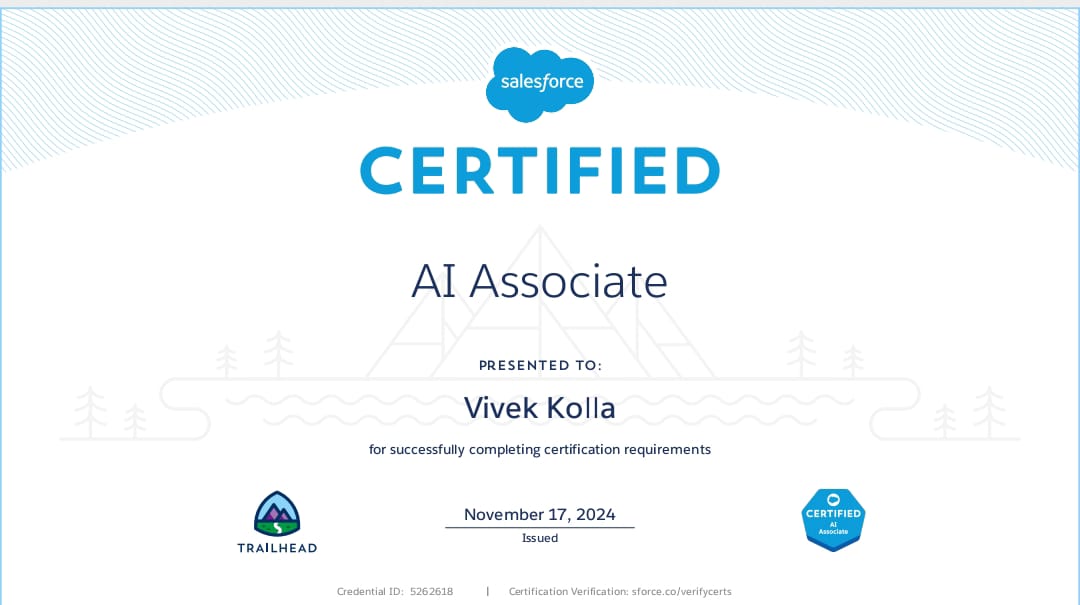 salesforce
CERTIFIED
AI Associate
PRESENTED TO:
Vivek Kolla
for successfully completing certification requirements
TRAILHEAD
November 17, 2024
Issued
CERTIFIED
AI
Associate
Credential ID: 5262618 | Certification Verification: sforce.co/verifycerts